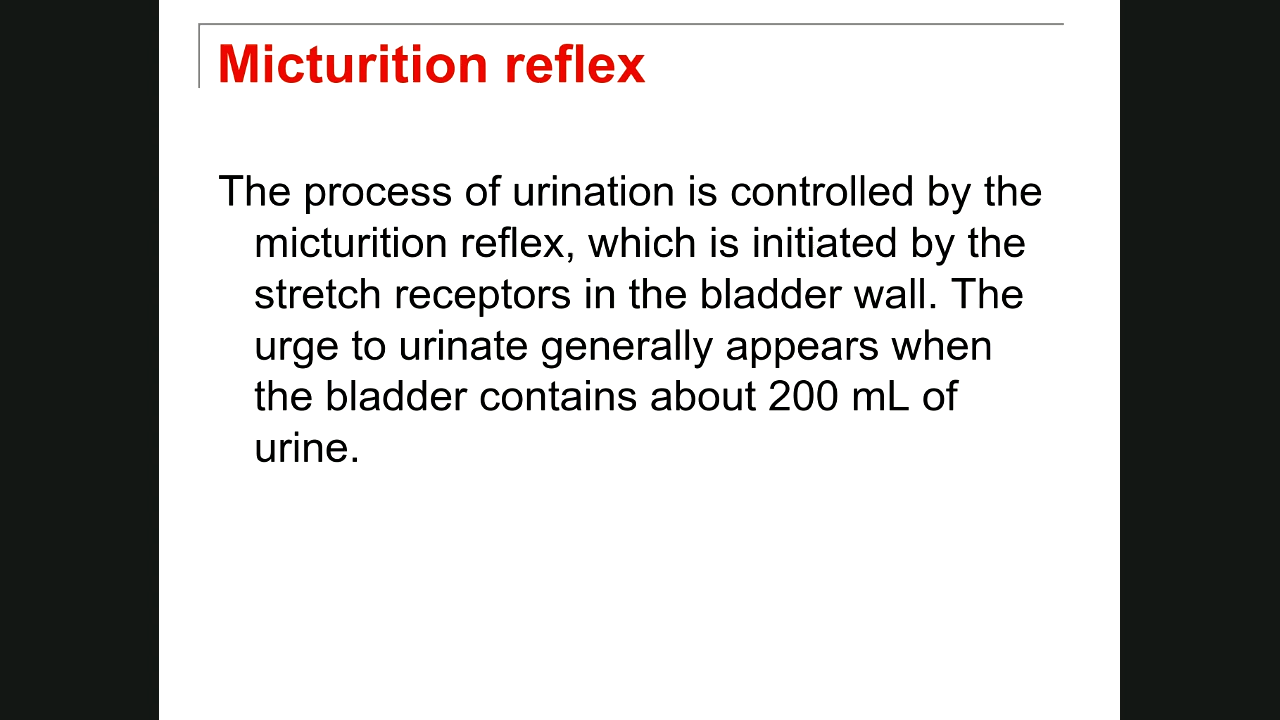 Micturition reflex
The process of urination is controlled by the
micturition reflex, which is initiated by the
stretch receptors in the bladder wall. The
urge to urinate generally appears when
the bladder contains about 200 mL of
urine.